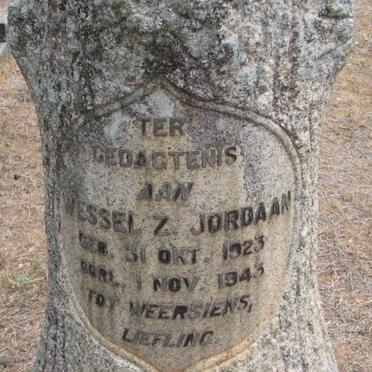 TER
GEDAGTENIS
AAN
WESSEL Z. JORDAAN
GEB. 31 OKT. 1923
OORL. 1 NOV. 1943
TOT WEERSIENS,
LIEFLING.